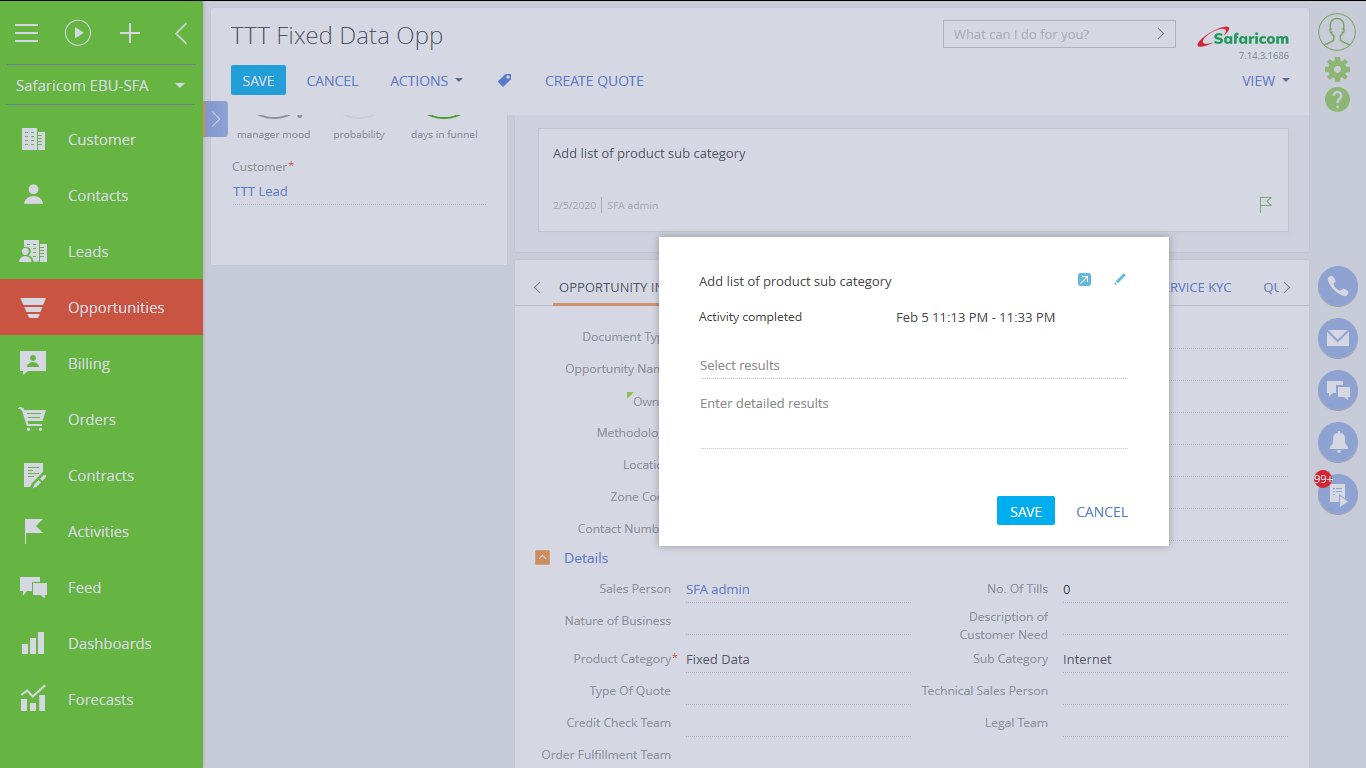 TTT Fixed Data Opp
What can I do for you?
Safaricom
7.14.3.1686
Safaricom EBU-SFA
SAVE
CANCEL
ACTIONS
CREATE QUOTE
VIEW
Customer
Contacts
Leads
Opportunities
Billing
Orders
Contracts
Activities
Feed
Dashboards
Forecasts
manager mood
probability
days in funnel
Customer*
TTT Lead
Add list of product sub category
2/5/2020
SFA admin
OPPORTUNITY IN
RVICE KYC
QU
Document Typ
Opportunity Nam
Own
Methodolog
Locatio
Zone Cod
Contact Numb
Add list of product sub category
Activity completed
Feb 5 11:13 PM - 11:33 PM
Select results
Enter detailed results
SAVE
CANCEL
99+
Details
Sales Person
SFA admin
No. Of Tills
0
Nature of Business
Description of
Customer Need
Product Category*
Fixed Data
Sub Category
Internet
Type Of Quote
Technical Sales Person
Credit Check Team
Legal Team
Order Fulfillment Team